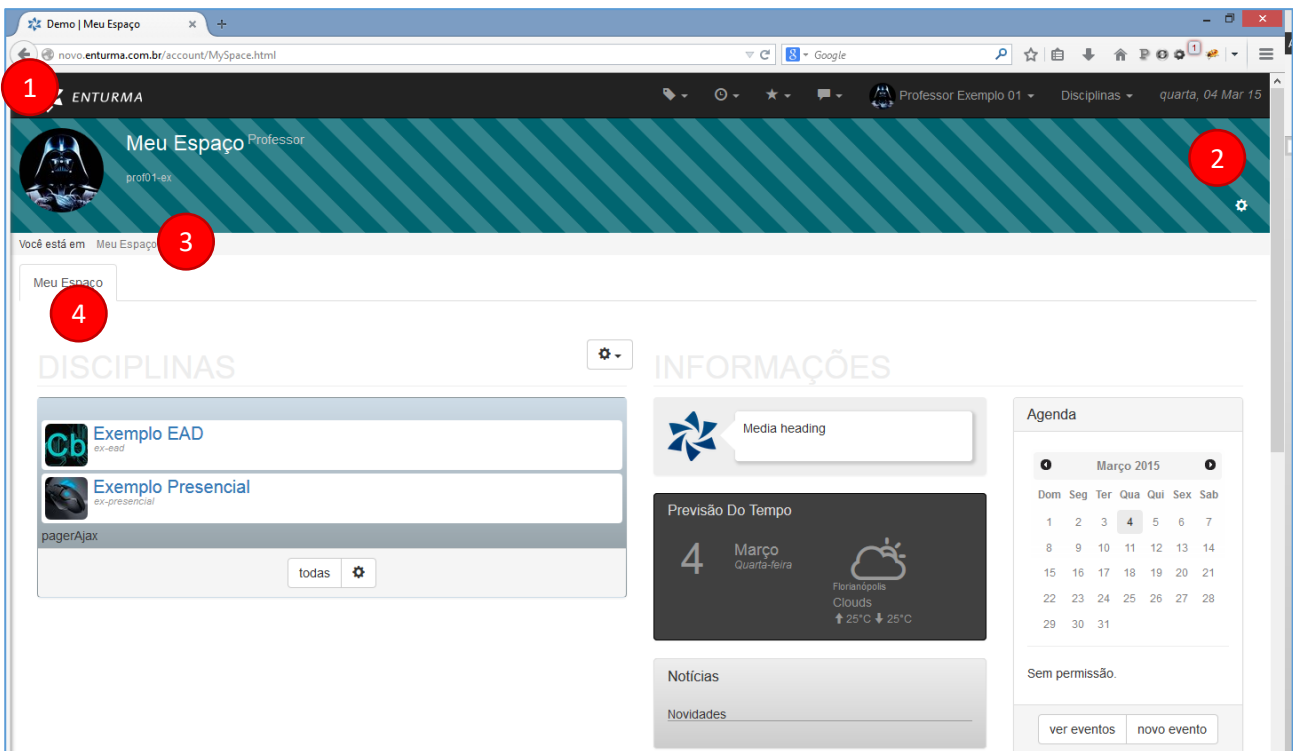 Demo | Meu Espaço
novo.enturma.com.br/account/MySpace.html
Google
1
1
ENTURMA
Professor Exemplo 01
Disciplinas
quarta, 04 Mar 15
Meu Espaço Professor
prof01-ex
2
Você está em Meu Espaço
3
Meu Espaço
4
DISCIPLINAS
Cb
Exemplo EAD
ex-ead
Exemplo Presencial
ex-presencial
pagerAjax
todas
INFORMAÇÕES
Media heading
Previsão Do Tempo
4
Março
Quarta-feira
Florianópolis
Clouds
25°C 25°C
Notícias
Novidades
Agenda
Março 2015
Dom Seg Ter Qua Qui Sex Sab
1 2 3 4 5 6 7
8 9 10 11 12 13 14
15 16 17 18 19 20 21
22 23 24 25 26 27 28
29 30 31
Sem permissão.
ver eventos
novo evento